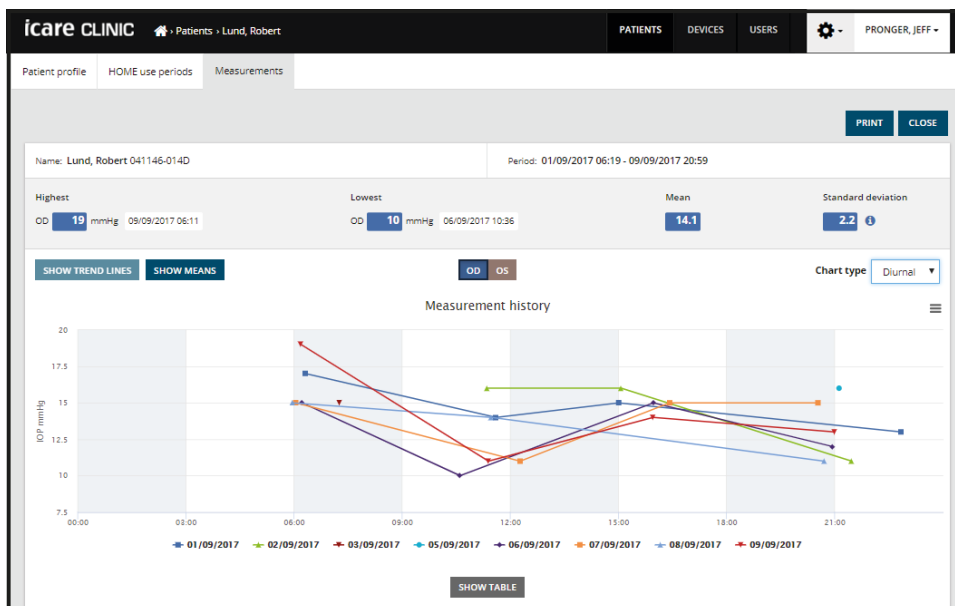 icare CLINIC › Patients › Lund, Robert PATIENTS DEVICES USERS PRONGER, JEFF
Patient profile HOME use periods Measurements
PRINT CLOSE
Name: Lund, Robert 041146-014D Period: 01/09/2017 06:19 - 09/09/2017 20:59
Highest Lowest Mean Standard deviation
OD 19 mmHg 09/09/2017 06:11 OD 10 mmHg 06/09/2017 10:36 14.1 2.2 i
SHOW TREND LINES SHOW MEANS OD OS Chart type Diurnal
Measurement history
20
17.5
15
12.5
10
7.5
IOP mmHg
00:00 03:00 06:00 09:00 12:00 15:00 18:00 21:00
01/09/2017 02/09/2017 03/09/2017 05/09/2017 06/09/2017 07/09/2017 08/09/2017 09/09/2017
SHOW TABLE